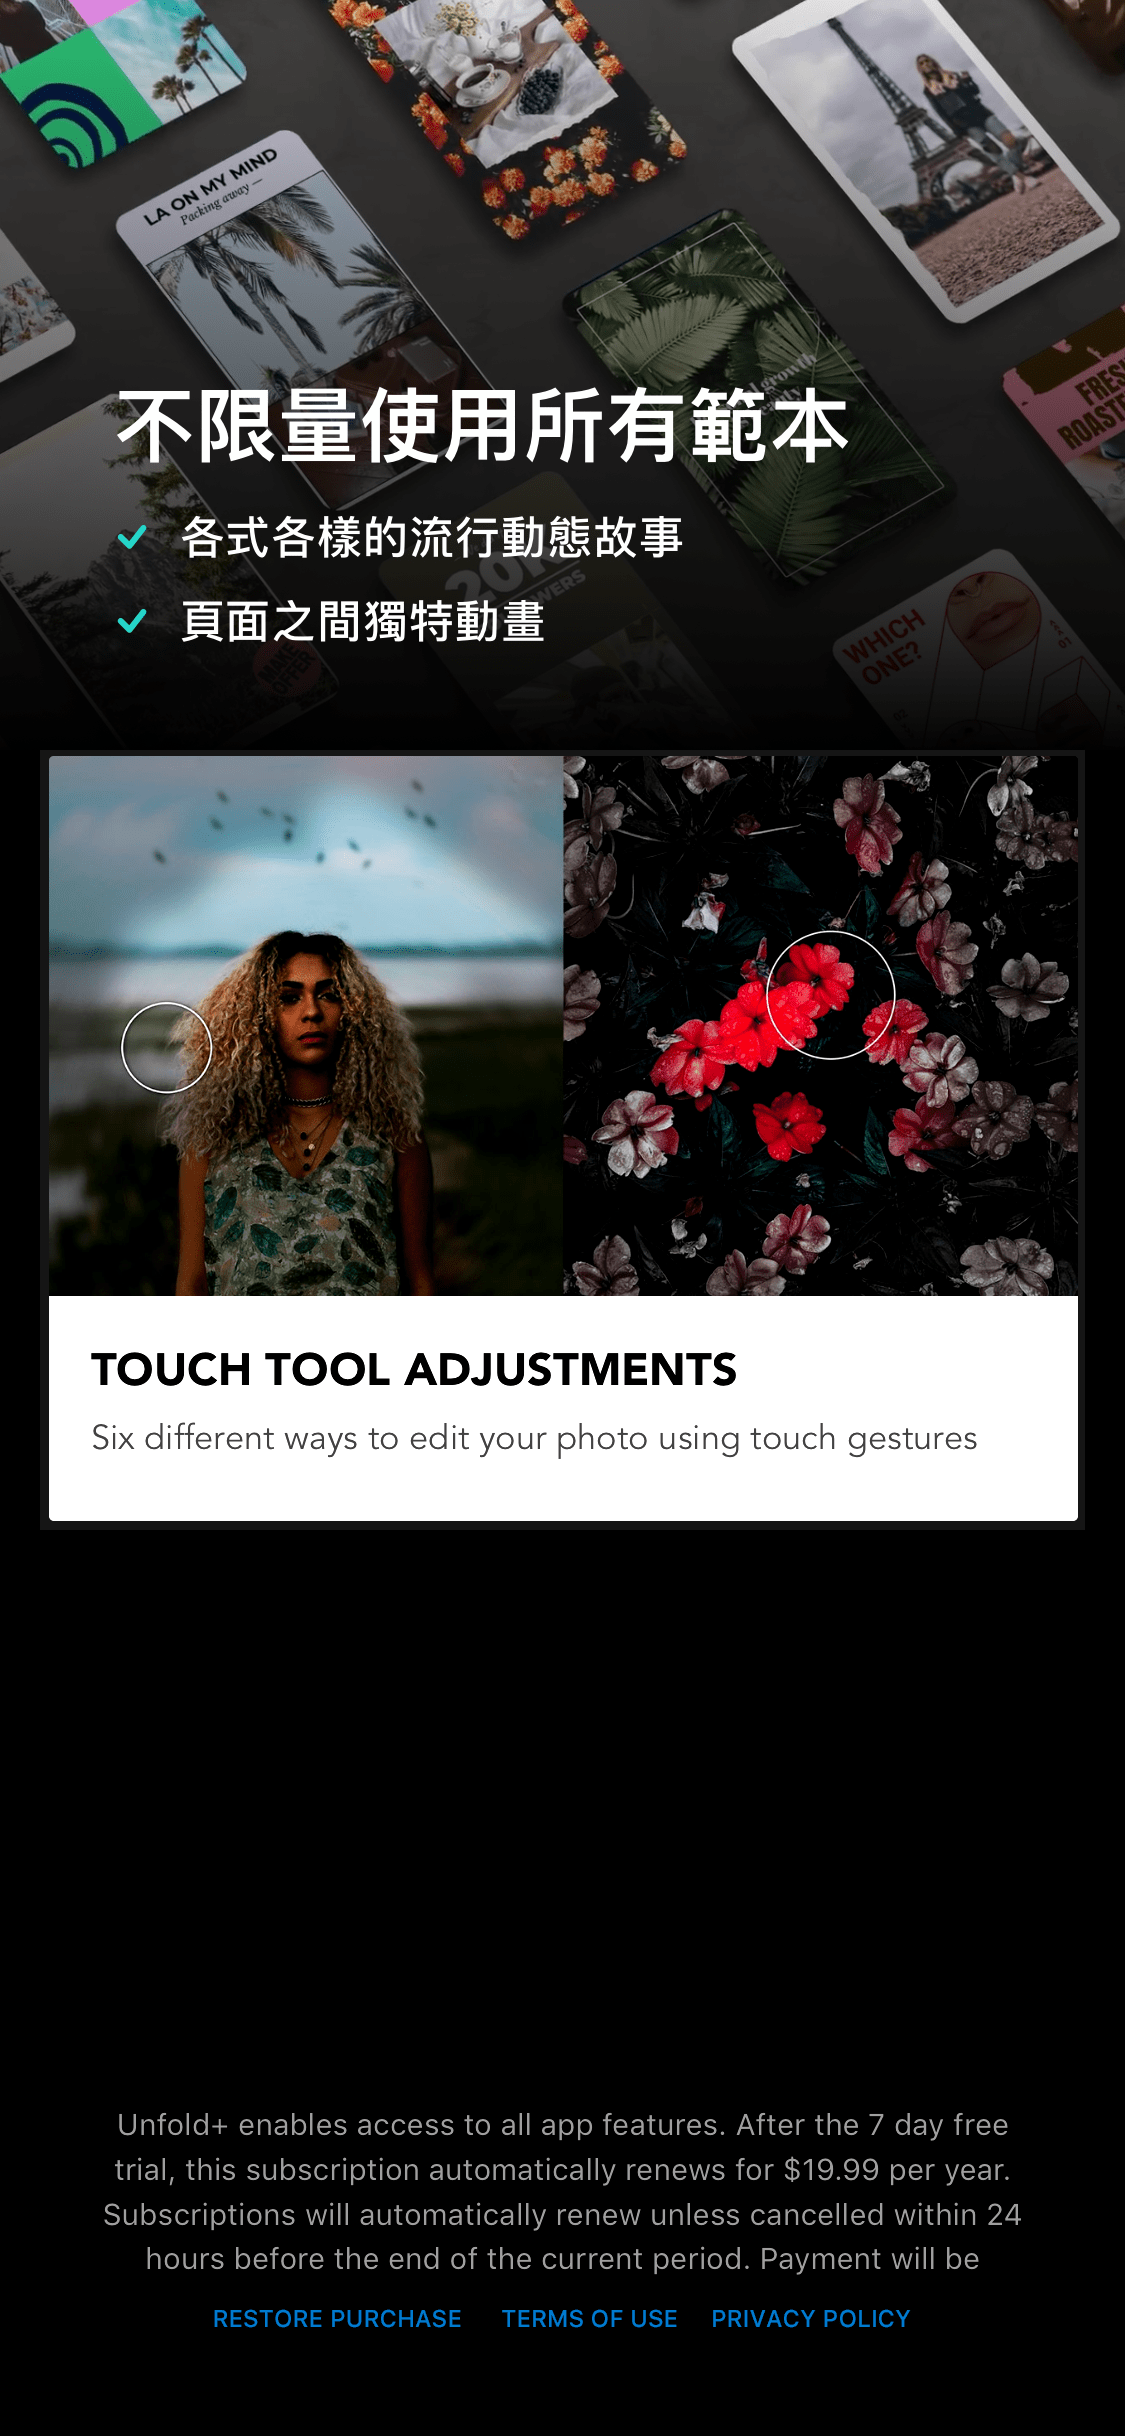 LA ON MY MIND
Packing away —
FRESH
ROASTE
不限量使用所有範本
各式各樣的流行動態故事
頁面之間獨特動畫
20K
WHICH
ONE?
MAKE
OFFER
TOUCH TOOL ADJUSTMENTS
Six different ways to edit your photo using touch gestures
Unfold+ enables access to all app features. After the 7 day free
trial, this subscription automatically renews for $19.99 per year.
Subscriptions will automatically renew unless cancelled within 24
hours before the end of the current period. Payment will be
RESTORE PURCHASE TERMS OF USE PRIVACY POLICY